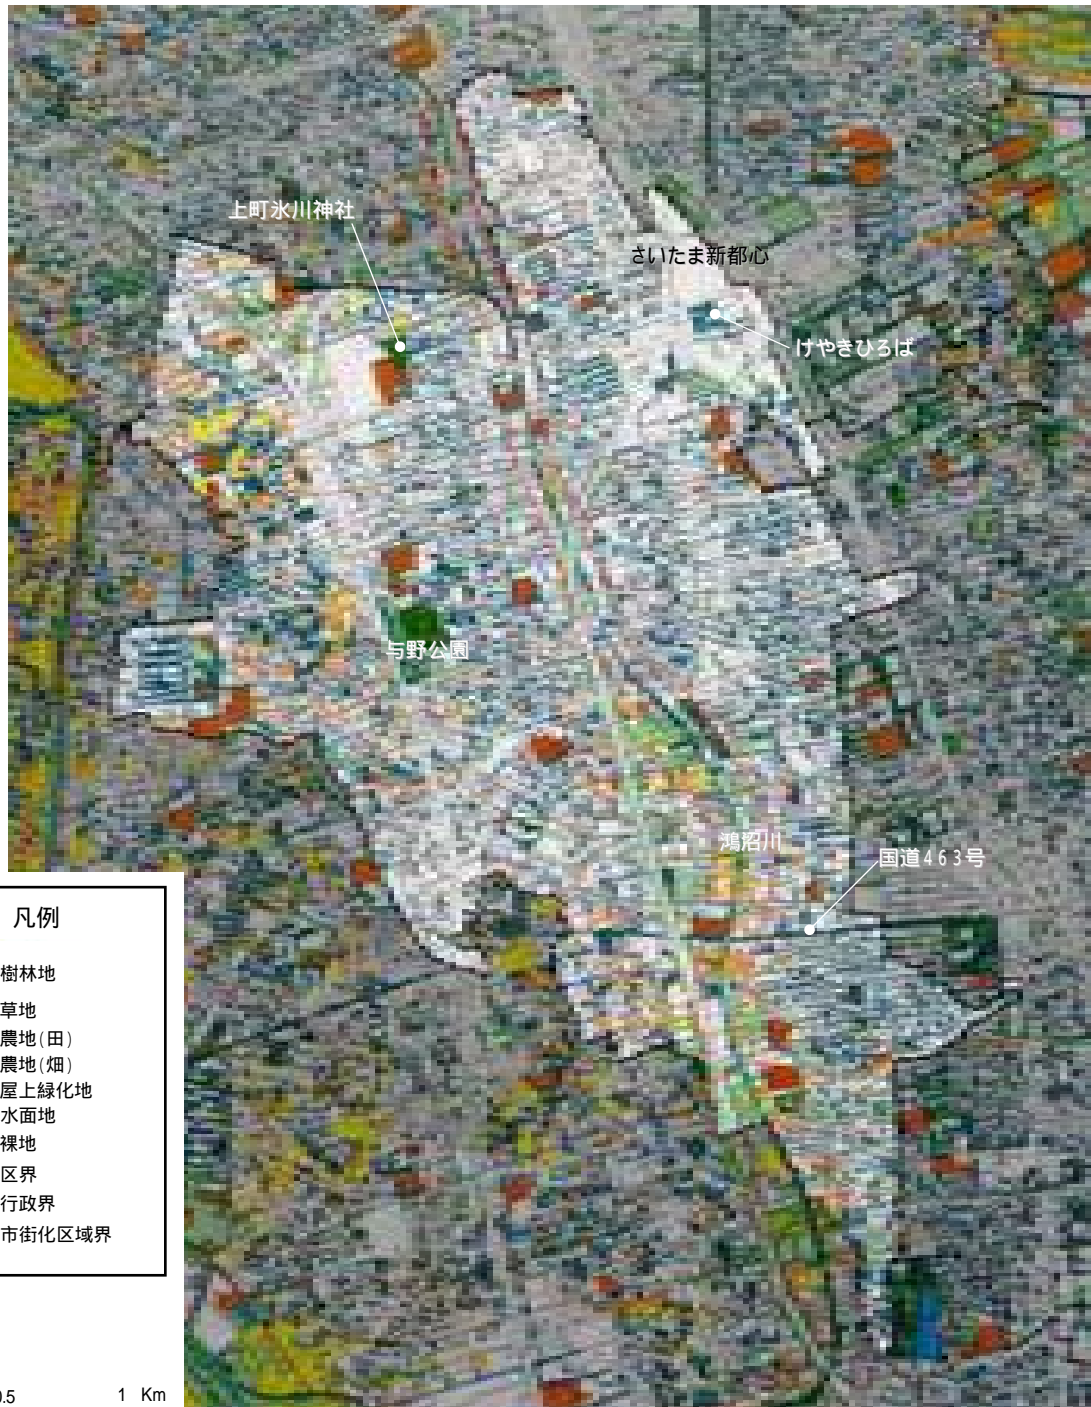 上町氷川神社
さいたま新都心
けやきひろば
与野公園
鴻沼川
国道463号
凡例
樹林地
草地
農地(田)
農地(畑)
屋上緑化地
水面地
裸地
区界
行政界
市街化区域界
0.5 1 Km